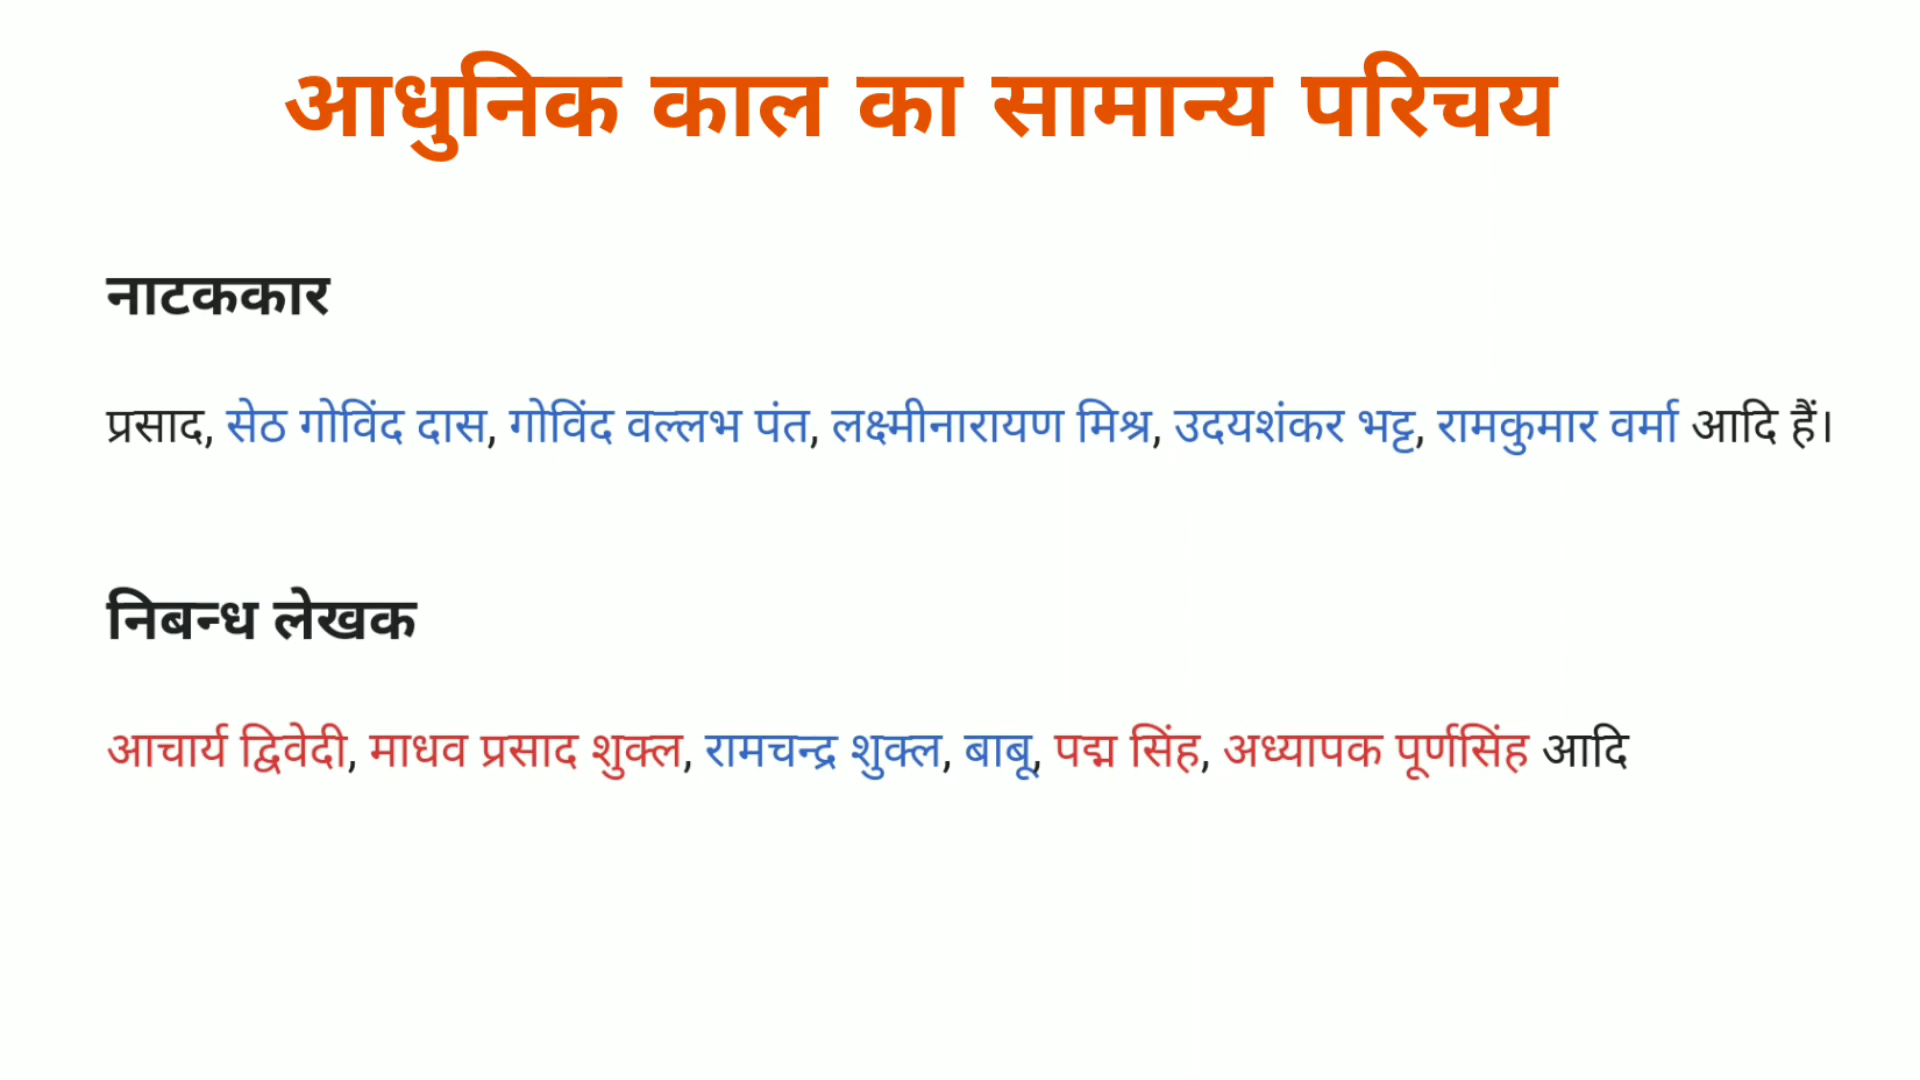 आधुनिक काल का सामान्य परिचय
नाटककार
प्रसाद, सेठ गोविंद दास, गोविंद वल्लभ पंत, लक्ष्मीनारायण मिश्र, उदयशंकर भट्ट, रामकुमार वर्मा आदि हैं।
निबन्ध लेखक
आचार्य द्विवेदी, माधव प्रसाद शुक्ल, रामचन्द्र शुक्ल, बाबू, पद्म सिंह, अध्यापक पूर्णसिंह आदि